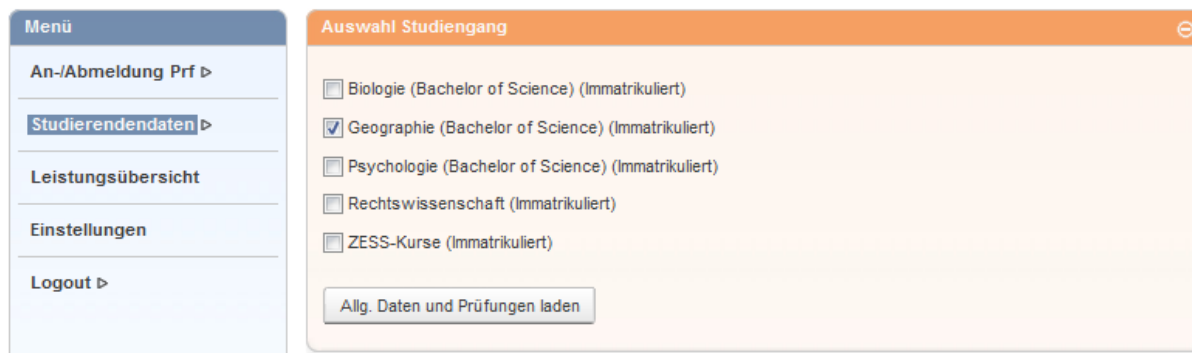 Menü
An-/Abmeldung Prf
Studierendendaten
Leistungsübersicht
Einstellungen
Logout
Auswahl Studiengang
Biologie (Bachelor of Science) (Immatrikuliert)
Geographie (Bachelor of Science) (Immatrikuliert)
Psychologie (Bachelor of Science) (Immatrikuliert)
Rechtswissenschaft (Immatrikuliert)
ZESS-Kurse (Immatrikuliert)
Allg. Daten und Prüfungen laden